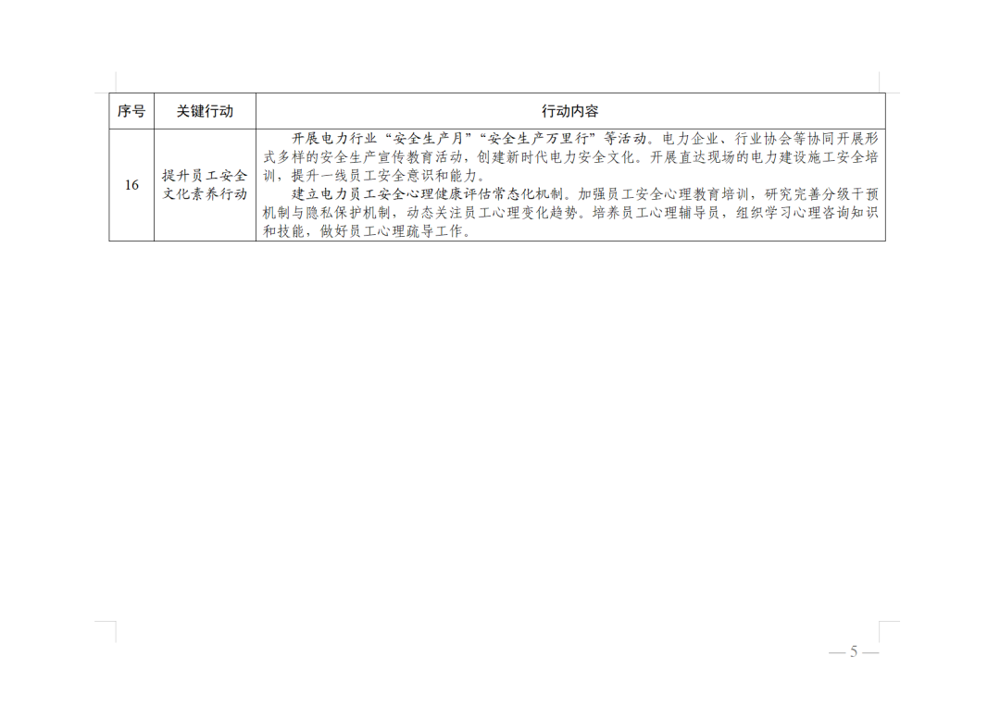 序号 关键行动 行动内容
16
提升员工安全
文化素养行动
开展电力行业“安全生产月”“安全生产万里行”等活动。电力企业、行业协会等协同开展形
式多样的安全生产宣传教育活动，创建新时代电力安全文化。开展直达现场的电力建设施工安全培
训，提升一线员工安全意识和能力。
建立电力员工安全心理健康评估常态化机制。加强员工安全心理教育培训，研究完善分级干预
机制与隐私保护机制，动态关注员工心理变化趋势。培养员工心理辅导员，组织学习心理咨询知识
和技能，做好员工心理疏导工作。
— 5 —